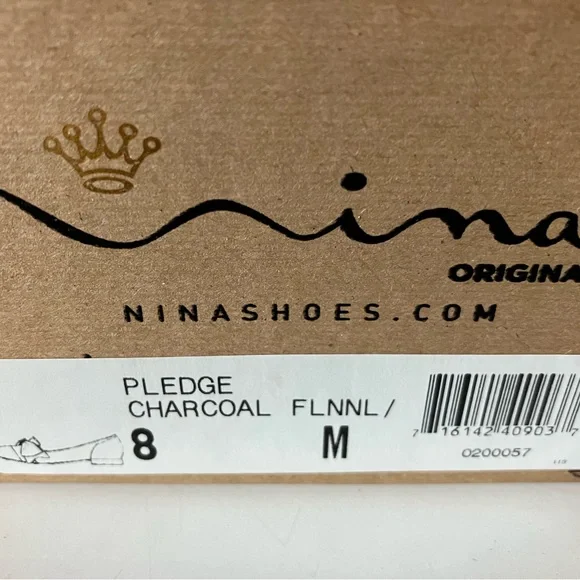 nina
ORIGINA
NINASHOES.COM
PLEDGE
CHARCOAL FLNNL /
8 M
7 16142 40903 7
0200057